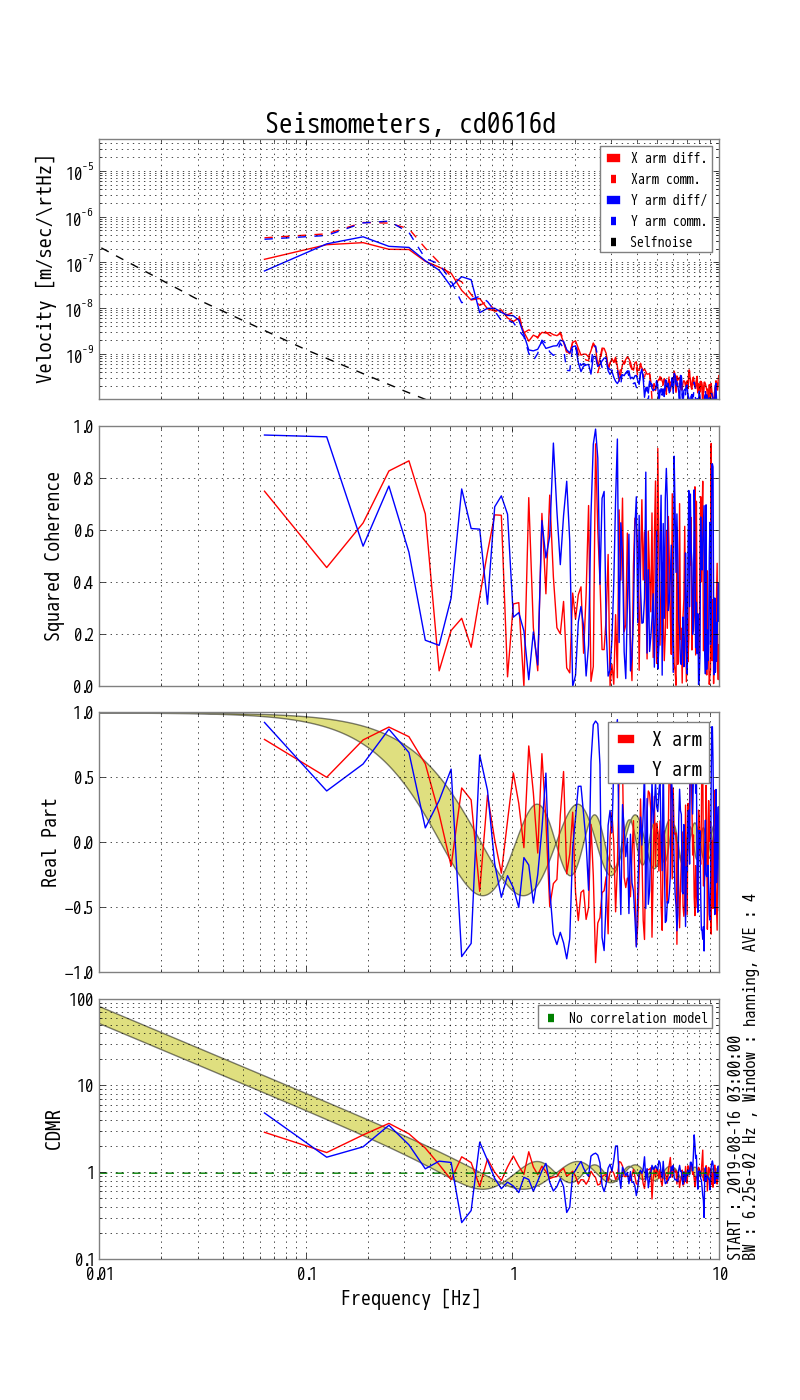 Seismometers, cd0616d
Velocity [m/sec/\rtHz]
10^-5
10^-6
10^-7
10^-8
10^-9
X arm diff.
Xarm comm.
Y arm diff/
Y arm comm.
Selfnoise
Squared Coherence
1.0
0.8
0.6
0.4
0.2
0.0
Real Part
1.0
0.5
0.0
−0.5
−1.0
X arm
Y arm
CDMR
100
10
1
0.1
No correlation model
0.01
0.1
1
10
Frequency [Hz]
START : 2019-08-16 03:00:00
BW : 6.25e-02 Hz , Window : hanning, AVE : 4